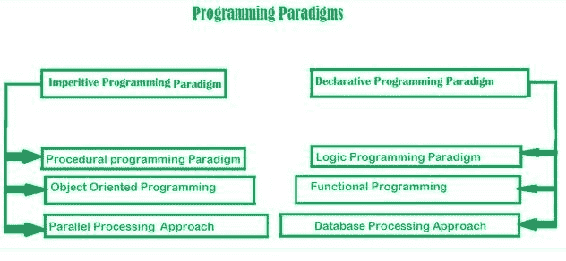 Programming Paradigms
Imperitive Programming Paradigm
Declarative Programming Paradigm
Procedural programming Paradigm
Logic Programming Paradigm
Object Oriented Programming
Functional Programming
Parallel Processing Approach
Database Processing Approach